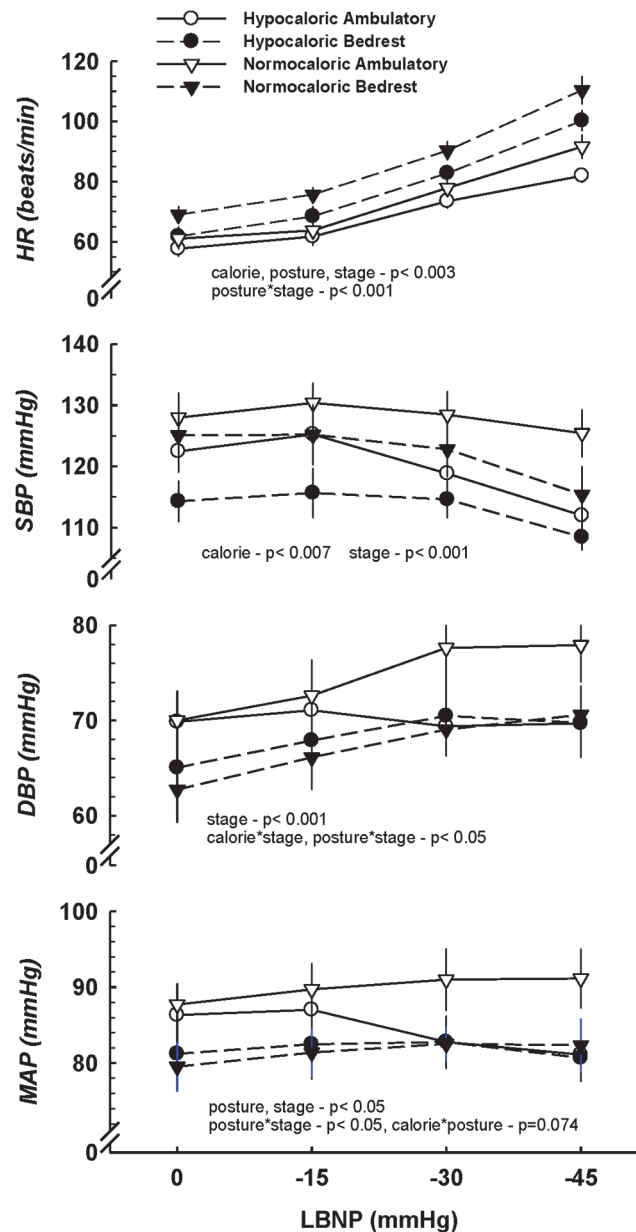 Hypocaloric Ambulatory
Hypocaloric Bedrest
Normocaloric Ambulatory
Normocaloric Bedrest
HR (beats/min)
120
100
80
60
0
calorie, posture, stage - p< 0.003
posture*stage - p< 0.001
SBP (mmHg)
140
130
120
110
0
calorie - p< 0.007 stage - p< 0.001
DBP (mmHg)
80
70
60
0
stage - p< 0.001
calorie*stage, posture*stage - p< 0.05
MAP (mmHg)
100
90
80
0
posture, stage - p< 0.05
posture*stage - p< 0.05, calorie*posture - p=0.074
0 -15 -30 -45
LBNP (mmHg)